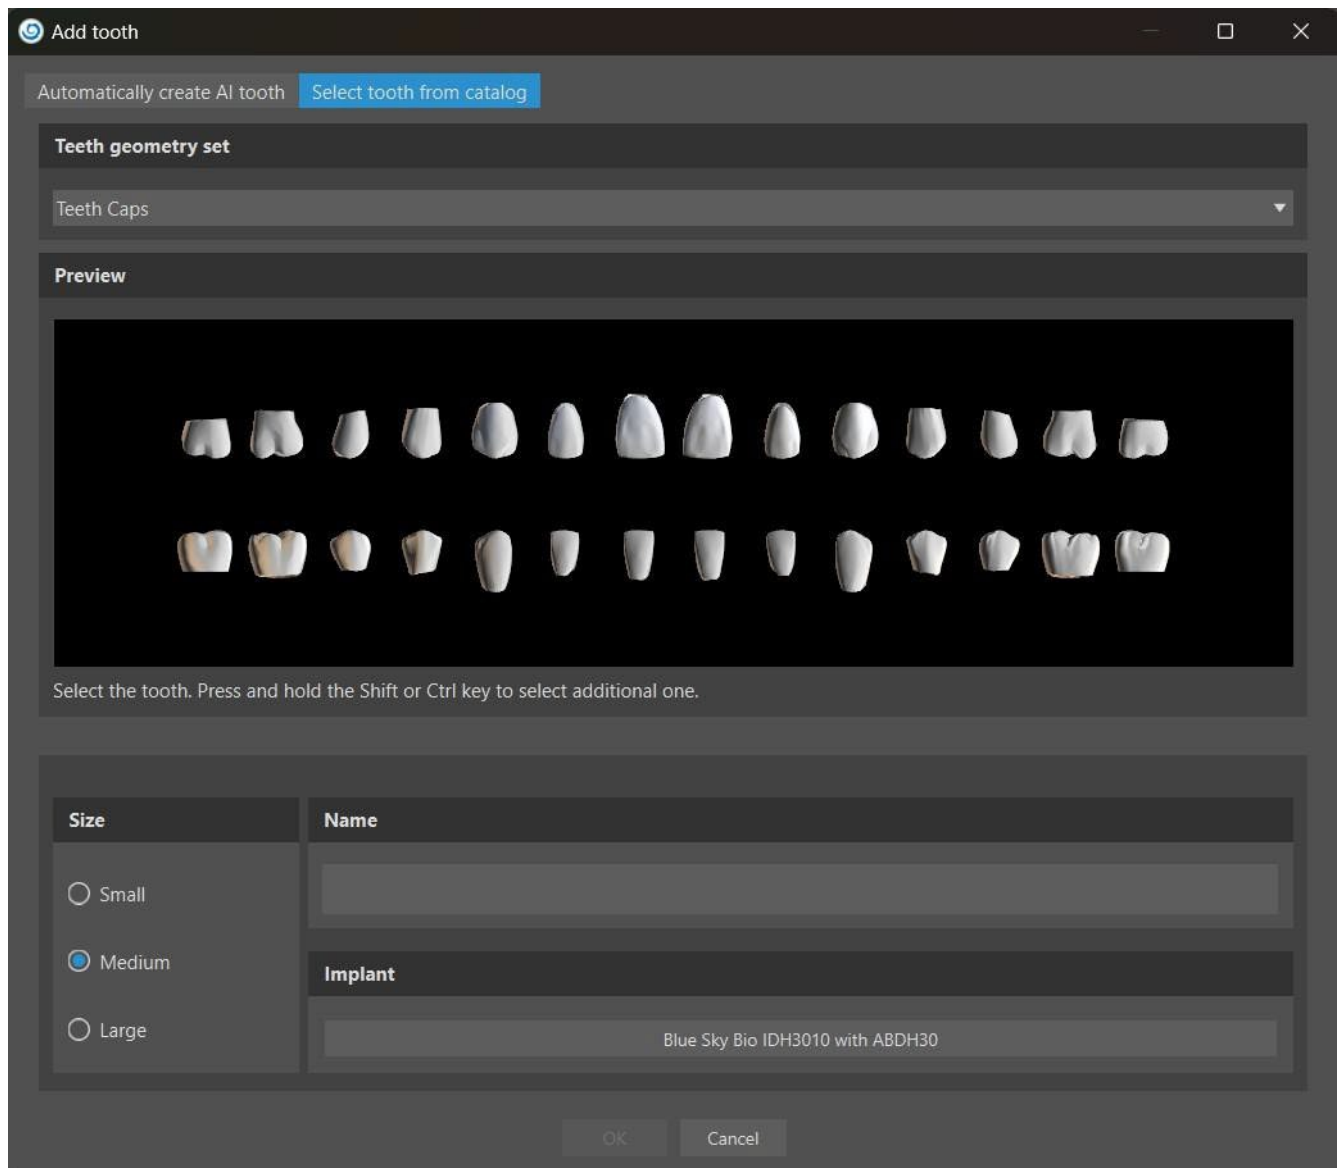 Add tooth
Automatically create AI tooth Select tooth from catalog
Teeth geometry set
Teeth Caps
Preview
Select the tooth. Press and hold the Shift or Ctrl key to select additional one.
Size
Name
Small
Medium
Implant
Large
Blue Sky Bio IDH3010 with ABDH30
OK Cancel